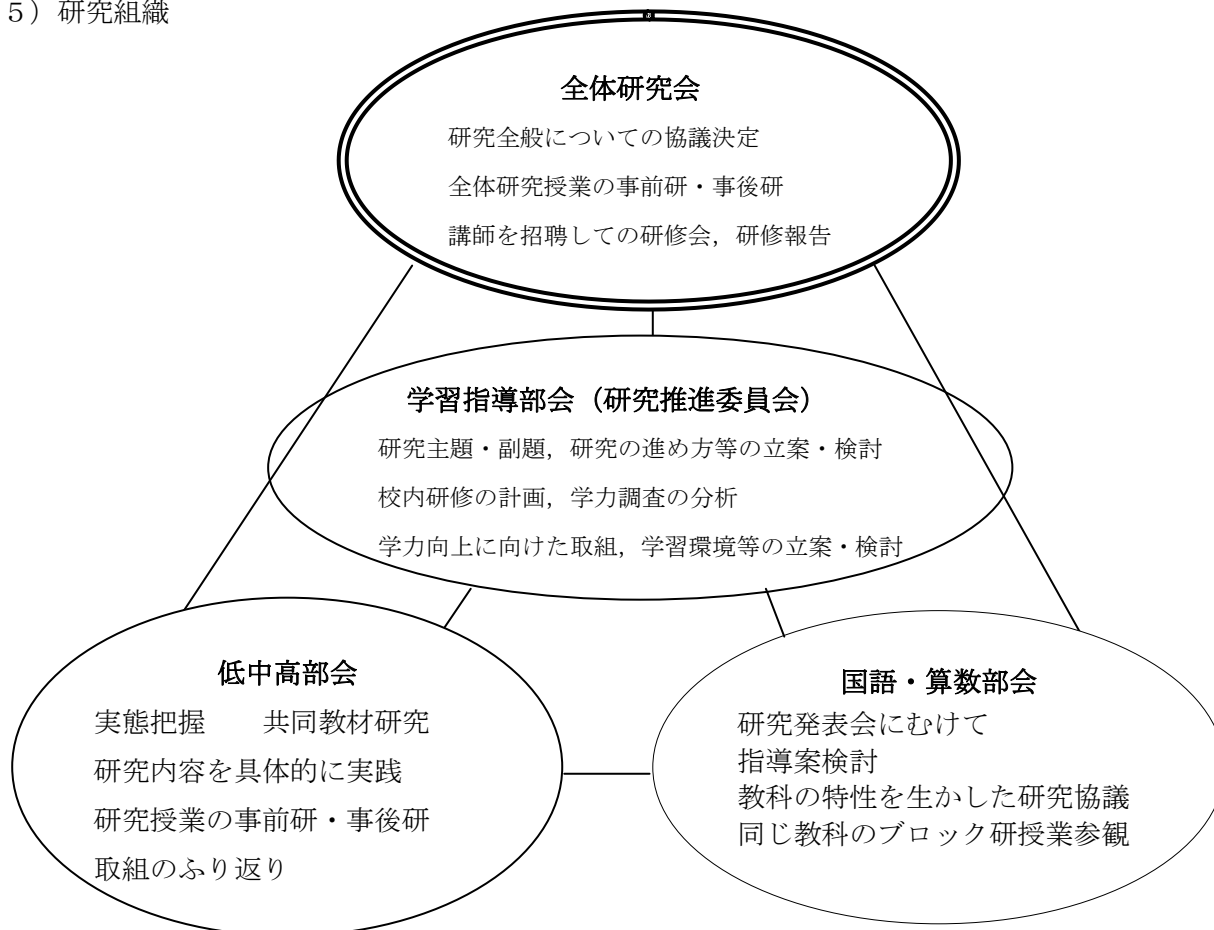 ５）研究組織
全体研究会
研究全般についての協議決定
全体研究授業の事前研・事後研
講師を招聘しての研修会，研修報告
学習指導部会（研究推進委員会）
研究主題・副題，研究の進め方等の立案・検討
校内研修の計画，学力調査の分析
学力向上に向けた取組，学習環境等の立案・検討
低中高部会
実態把握　　共同教材研究
研究内容を具体的に実践
研究授業の事前研・事後研
取組のふり返り
国語・算数部会
研究発表会にむけて
指導案検討
教科の特性を生かした研究協議
同じ教科のブロック研授業参観